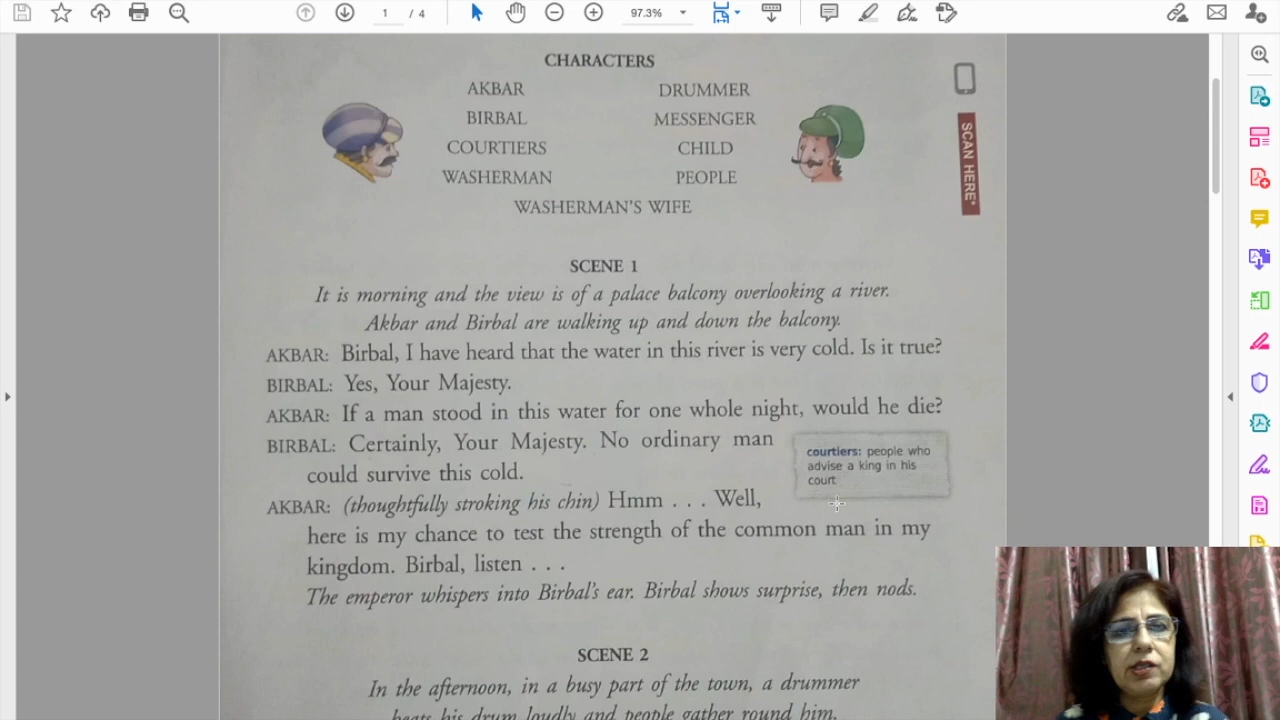 1 / 4
97.3%
CHARACTERS
AKBAR DRUMMER
BIRBAL MESSENGER
COURTIERS CHILD
WASHERMAN PEOPLE
WASHERMAN'S WIFE
SCAN HERE*
SCENE 1
It is morning and the view is of a palace balcony overlooking a river.
Akbar and Birbal are walking up and down the balcony.
AKBAR: Birbal, I have heard that the water in this river is very cold. Is it true?
BIRBAL: Yes, Your Majesty.
AKBAR: If a man stood in this water for one whole night, would he die?
BIRBAL: Certainly, Your Majesty. No ordinary man
could survive this cold.
courtiers: people who
advise a king in his
court
AKBAR: (thoughtfully stroking his chin) Hmm . . . Well,
here is my chance to test the strength of the common man in my
kingdom. Birbal, listen . . .
The emperor whispers into Birbal's ear. Birbal shows surprise, then nods.
SCENE 2
In the afternoon, in a busy part of the town, a drummer
beats his drum loudly and people gather round him.